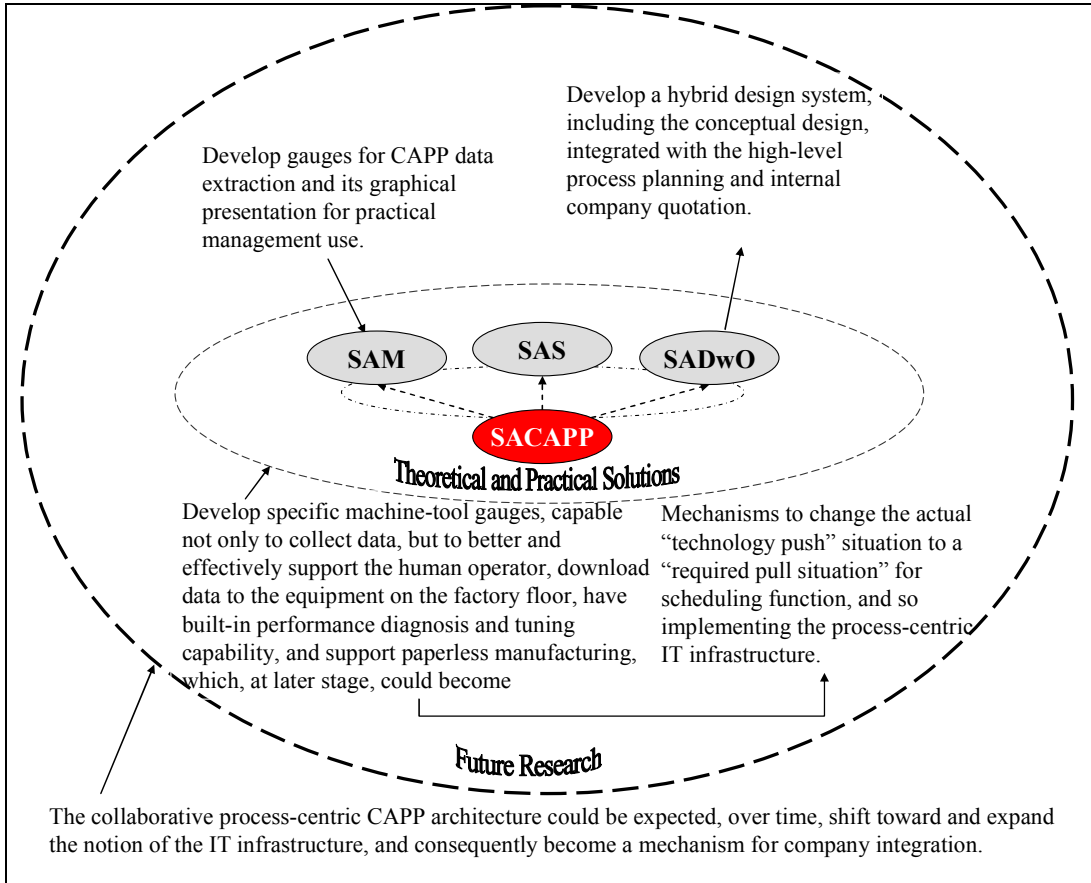 Develop a hybrid design system,
including the conceptual design,
integrated with the high-level
process planning and internal
company quotation.
Develop gauges for CAPP data
extraction and its graphical
presentation for practical
management use.
SAM
SAS
SADwO
SACAPP
Theoretical and Practical Solutions
Develop specific machine-tool gauges, capable
not only to collect data, but to better and
effectively support the human operator, download
data to the equipment on the factory floor, have
built-in performance diagnosis and tuning
capability, and support paperless manufacturing,
which, at later stage, could become
Mechanisms to change the actual
“technology push” situation to a
“required pull situation” for
scheduling function, and so
implementing the process-centric
IT infrastructure.
Future Research
The collaborative process-centric CAPP architecture could be expected, over time, shift toward and expand
the notion of the IT infrastructure, and consequently become a mechanism for company integration.